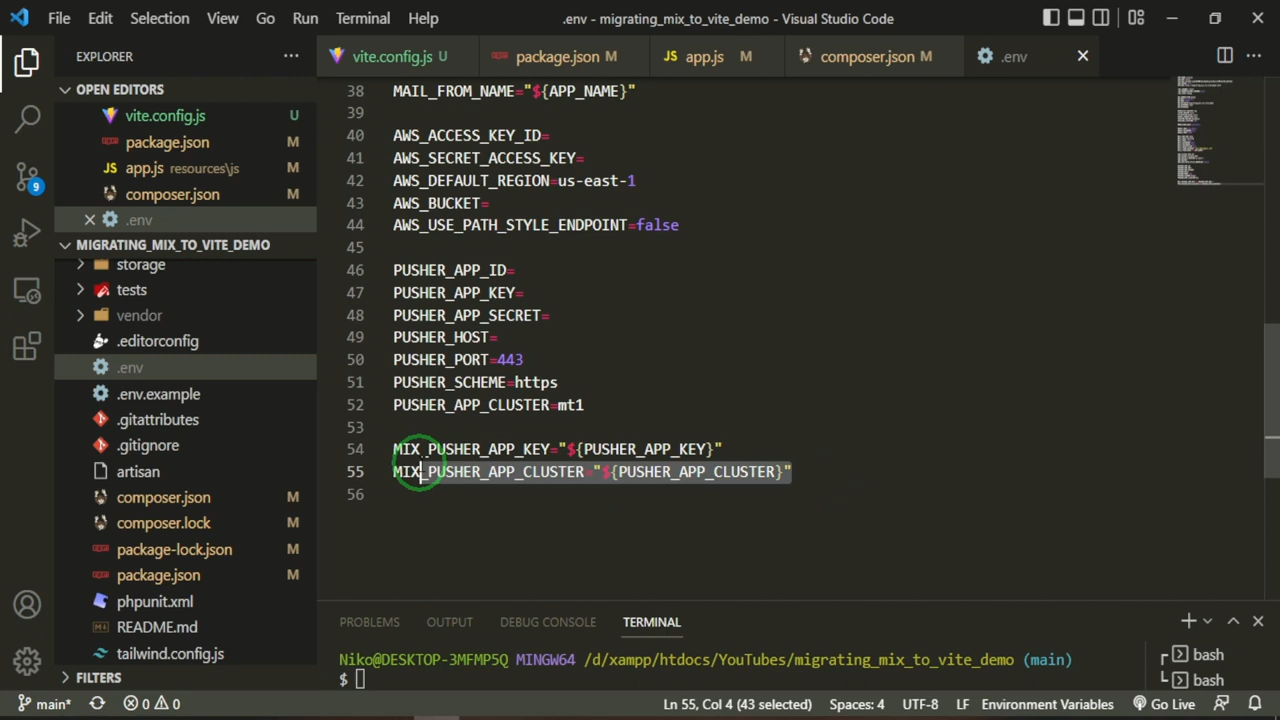 File Edit Selection View Go Run Terminal Help
.env - migrating_mix_to_vite_demo - Visual Studio Code
EXPLORER
OPEN EDITORS
vite.config.js U
package.json M
app.js resources\js M
composer.json M
.env
MIGRATING_MIX_TO_VITE_DEMO
storage
tests
vendor
.editorconfig
.env
.env.example
.gitattributes
.gitignore
artisan
composer.json M
composer.lock M
package-lock.json M
package.json M
phpunit.xml
README.md
tailwind.config.js
FILTERS
9
vite.config.js U
package.json M
app.js M
composer.json M
.env
38 MAIL_FROM_NAME="${APP_NAME}"
39
40 AWS_ACCESS_KEY_ID=
41 AWS_SECRET_ACCESS_KEY=
42 AWS_DEFAULT_REGION=us-east-1
43 AWS_BUCKET=
44 AWS_USE_PATH_STYLE_ENDPOINT=false
45
46 PUSHER_APP_ID=
47 PUSHER_APP_KEY=
48 PUSHER_APP_SECRET=
49 PUSHER_HOST=
50 PUSHER_PORT=443
51 PUSHER_SCHEME=https
52 PUSHER_APP_CLUSTER=mt1
53
54 MIX_PUSHER_APP_KEY="${PUSHER_APP_KEY}"
55 MIX_PUSHER_APP_CLUSTER="${PUSHER_APP_CLUSTER}"
56
PROBLEMS OUTPUT DEBUG CONSOLE TERMINAL
Niko@DESKTOP-3MFMP5Q MINGW64 /d/xampp/htdocs/YouTubes/migrating_mix_to_vite_demo (main)
$
bash
bash
main* 0 0 Ln 55, Col 4 (43 selected) Spaces: 4 UTF-8 LF Environment Variables Go Live